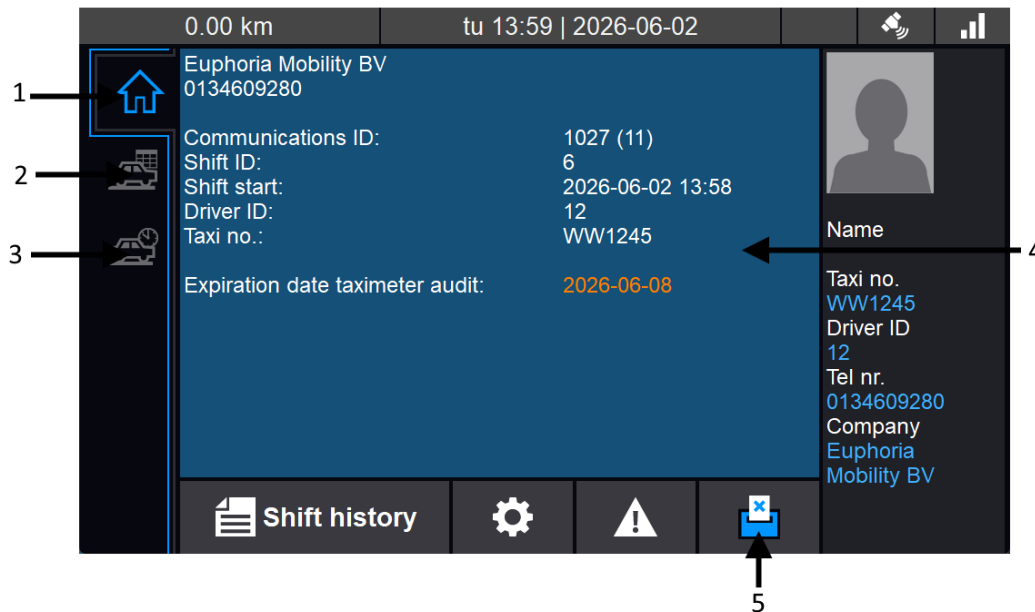 0.00 km
tu 13:59 | 2026-06-02
Euphoria Mobility BV
0134609280
Communications ID: 1027 (11)
Shift ID: 6
Shift start: 2026-06-02 13:58
Driver ID: 12
Taxi no.: WW1245
Expiration date taximeter audit: 2026-06-08
Shift history
Name
Taxi no.
WW1245
Driver ID
12
Tel nr.
0134609280
Company
Euphoria
Mobility BV
1
2
3
4
5